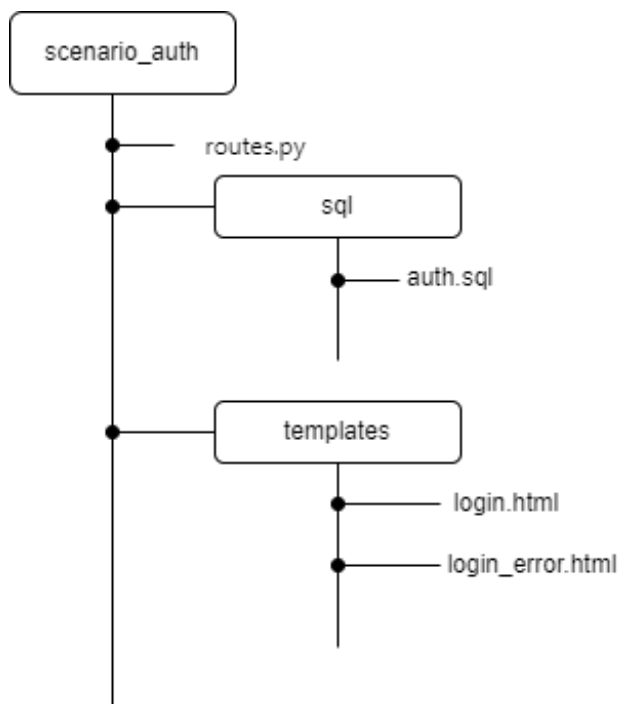 scenario_auth
routes.py
sql
auth.sql
templates
login.html
login_error.html